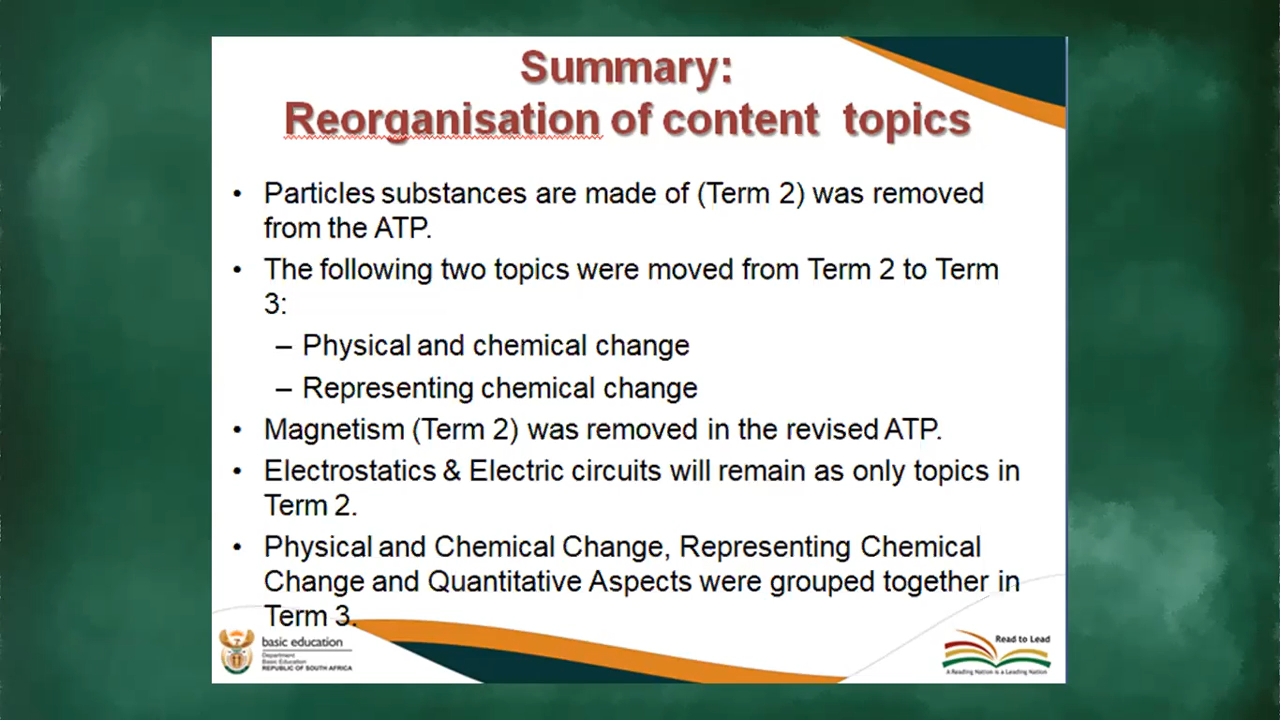 Summary:
Reorganisation of content topics
• Particles substances are made of (Term 2) was removed
from the ATP.
• The following two topics were moved from Term 2 to Term
3:
– Physical and chemical change
– Representing chemical change
• Magnetism (Term 2) was removed in the revised ATP.
• Electrostatics & Electric circuits will remain as only topics in
Term 2.
• Physical and Chemical Change, Representing Chemical
Change and Quantitative Aspects were grouped together in
Term 3.
basic education
Department:
Basic Education
REPUBLIC OF SOUTH AFRICA
Read to Lead
A Reading Nation is a Leading Nation